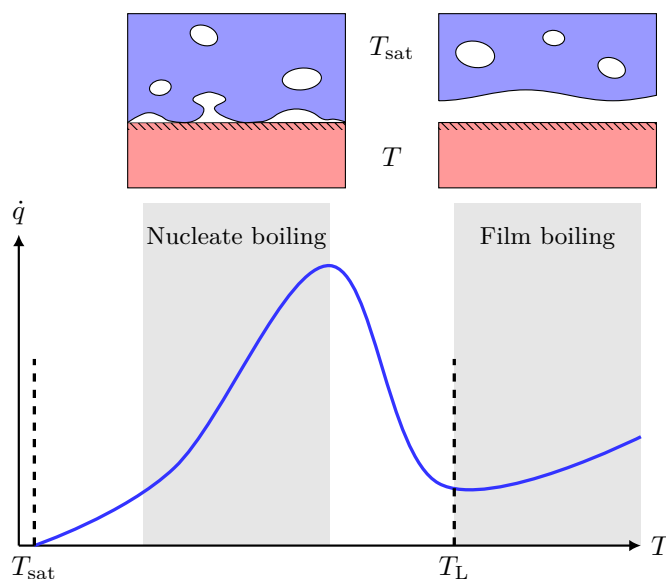 T_sat
T
q̇
Nucleate boiling
Film boiling
T
T_sat
T_L